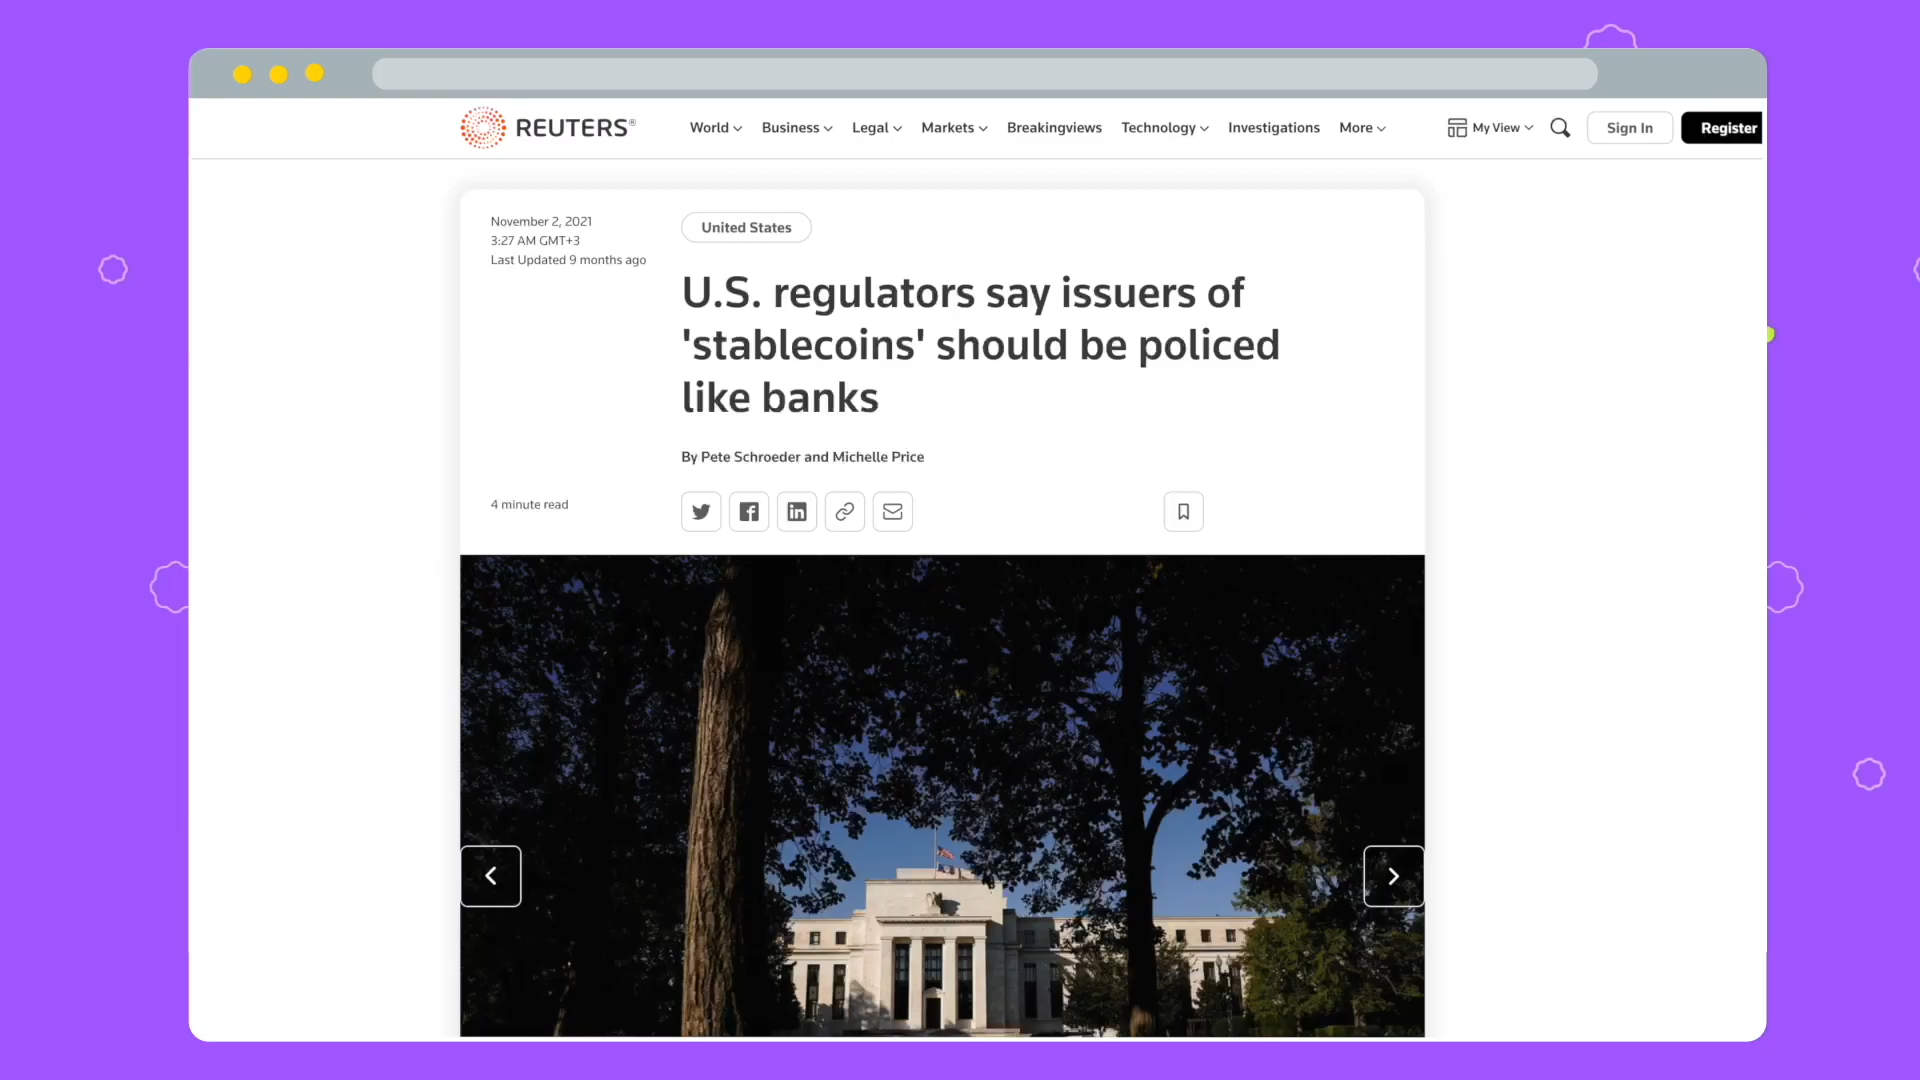 REUTERS®
World
Business
Legal
Markets
Breakingviews
Technology
Investigations
More
My View
Sign In
Register
November 2, 2021
3:27 AM GMT+3
Last Updated 9 months ago
United States
U.S. regulators say issuers of
'stablecoins' should be policed
like banks
By Pete Schroeder and Michelle Price
4 minute read